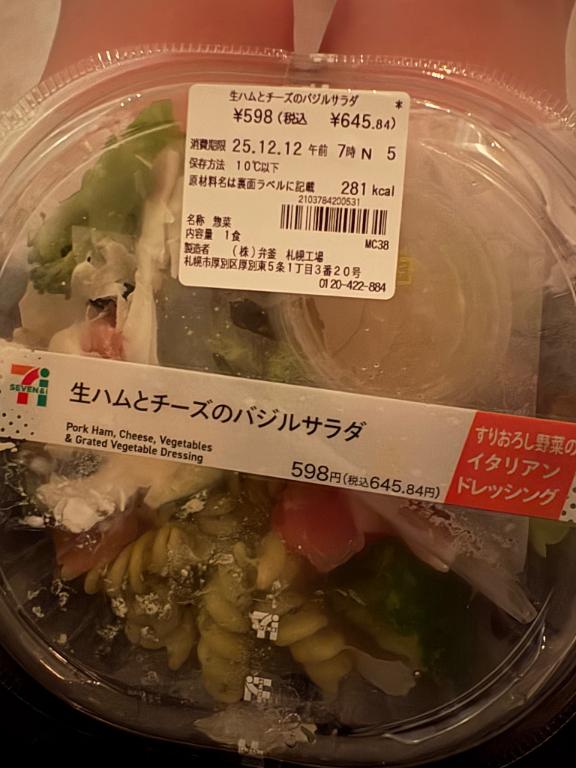 生ハムとチーズのバジルサラダ *
¥598(税込 ¥645.84)
消費期限 25.12.12 午前 7時 N 5
保存方法 10℃以下
原材料名は裏面ラベルに記載 281 kcal
2103784200531
名称 惣菜
内容量 1食 MC38
製造者 (株)弁釜 札幌工場
札幌市厚別区厚別東5条1丁目3番20号
0120-422-884
SEVEN&i
生ハムとチーズのバジルサラダ
Pork Ham, Cheese, Vegetables
& Grated Vegetable Dressing
598円(税込645.84円)
すりおろし野菜の
イタリアン
ドレッシング